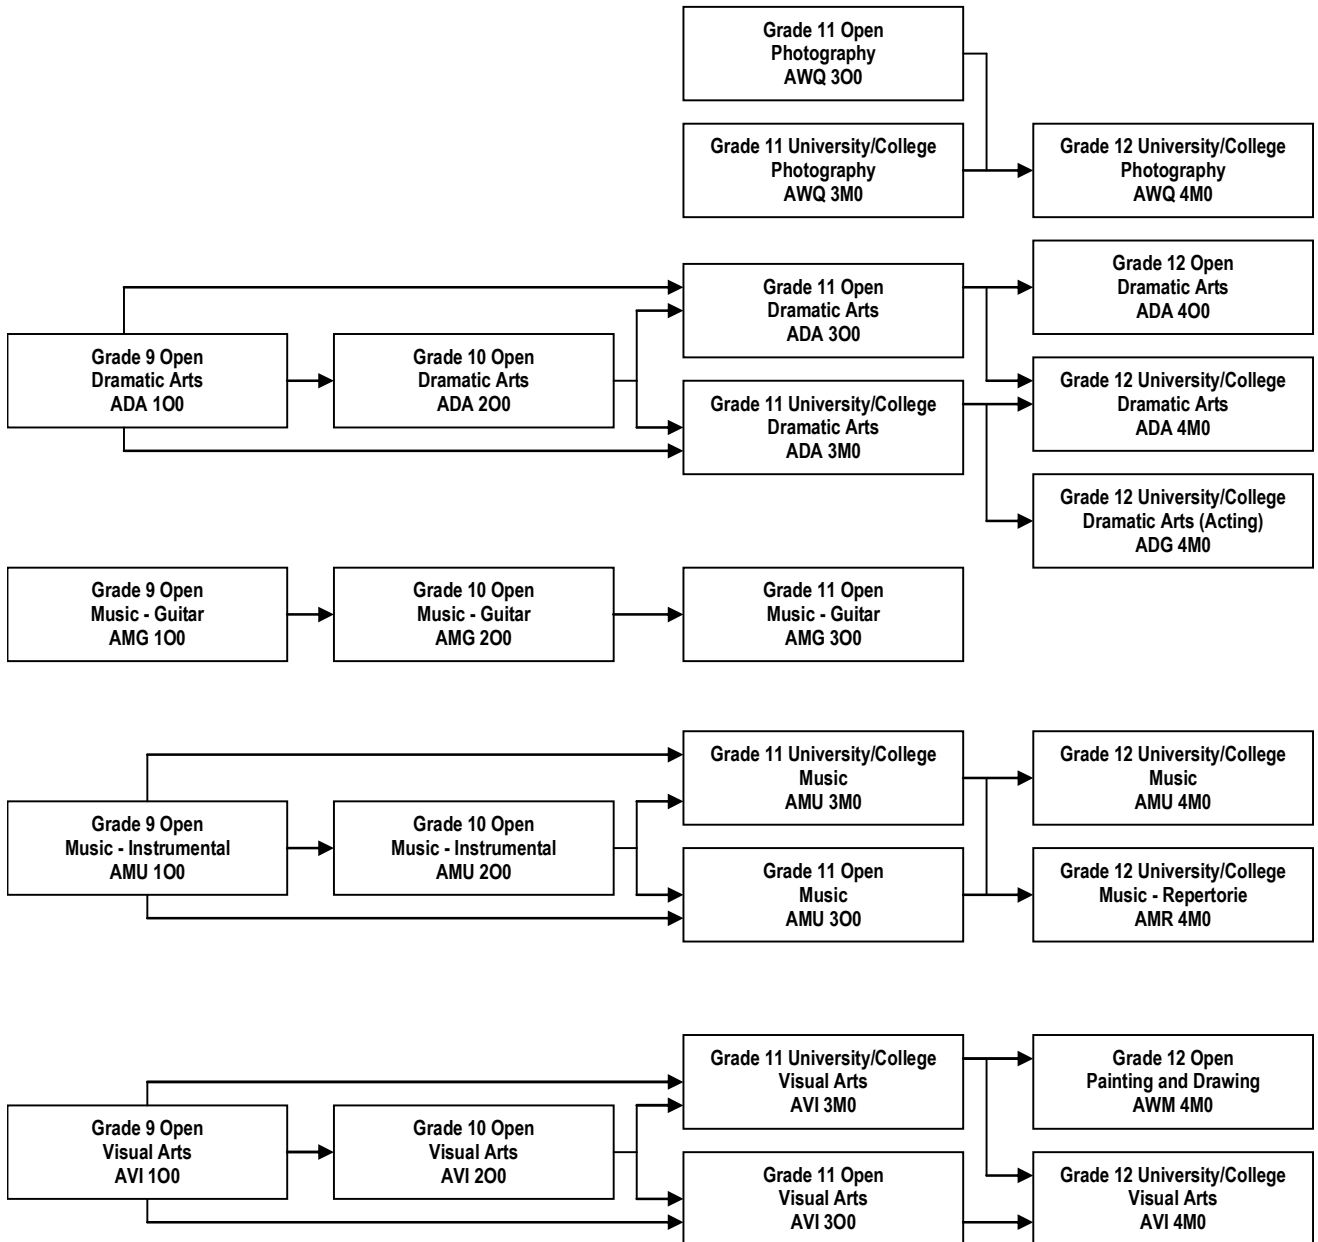 Grade 11 Open
Photography
AWQ 3O0
Grade 11 University/College
Photography
AWQ 3M0
Grade 12 University/College
Photography
AWQ 4M0
Grade 9 Open
Dramatic Arts
ADA 1O0
Grade 10 Open
Dramatic Arts
ADA 2O0
Grade 11 Open
Dramatic Arts
ADA 3O0
Grade 11 University/College
Dramatic Arts
ADA 3M0
Grade 12 Open
Dramatic Arts
ADA 4O0
Grade 12 University/College
Dramatic Arts
ADA 4M0
Grade 12 University/College
Dramatic Arts (Acting)
ADG 4M0
Grade 9 Open
Music - Guitar
AMG 1O0
Grade 10 Open
Music - Guitar
AMG 2O0
Grade 11 Open
Music - Guitar
AMG 3O0
Grade 9 Open
Music - Instrumental
AMU 1O0
Grade 10 Open
Music - Instrumental
AMU 2O0
Grade 11 University/College
Music
AMU 3M0
Grade 11 Open
Music
AMU 3O0
Grade 12 University/College
Music
AMU 4M0
Grade 12 University/College
Music - Repertorie
AMR 4M0
Grade 9 Open
Visual Arts
AVI 1O0
Grade 10 Open
Visual Arts
AVI 2O0
Grade 11 University/College
Visual Arts
AVI 3M0
Grade 11 Open
Visual Arts
AVI 3O0
Grade 12 Open
Painting and Drawing
AWM 4M0
Grade 12 University/College
Visual Arts
AVI 4M0